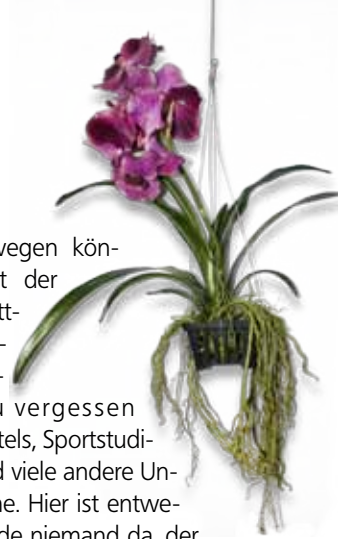 wegen kön-
t der
tt-
-
-
u vergessen
tels, Sportstudi-
d viele andere Un-
ne. Hier ist entwe-
de niemand da, der